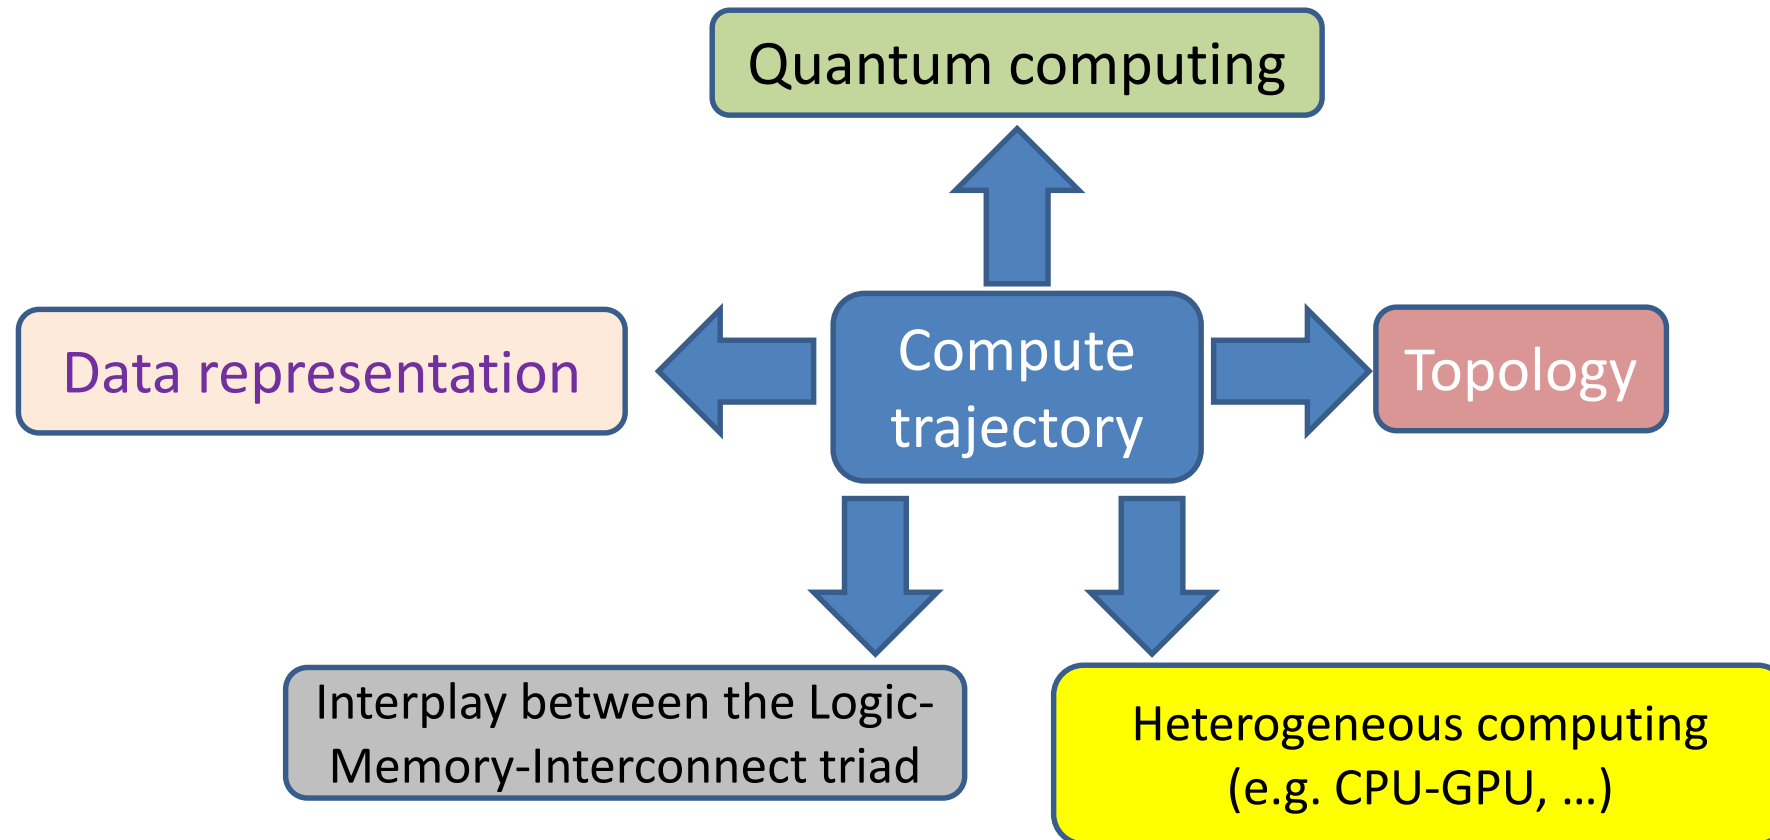 Quantum computing
Data representation
Compute
trajectory
Topology
Interplay between the Logic-
Memory-Interconnect triad
Heterogeneous computing
(e.g. CPU-GPU, …)